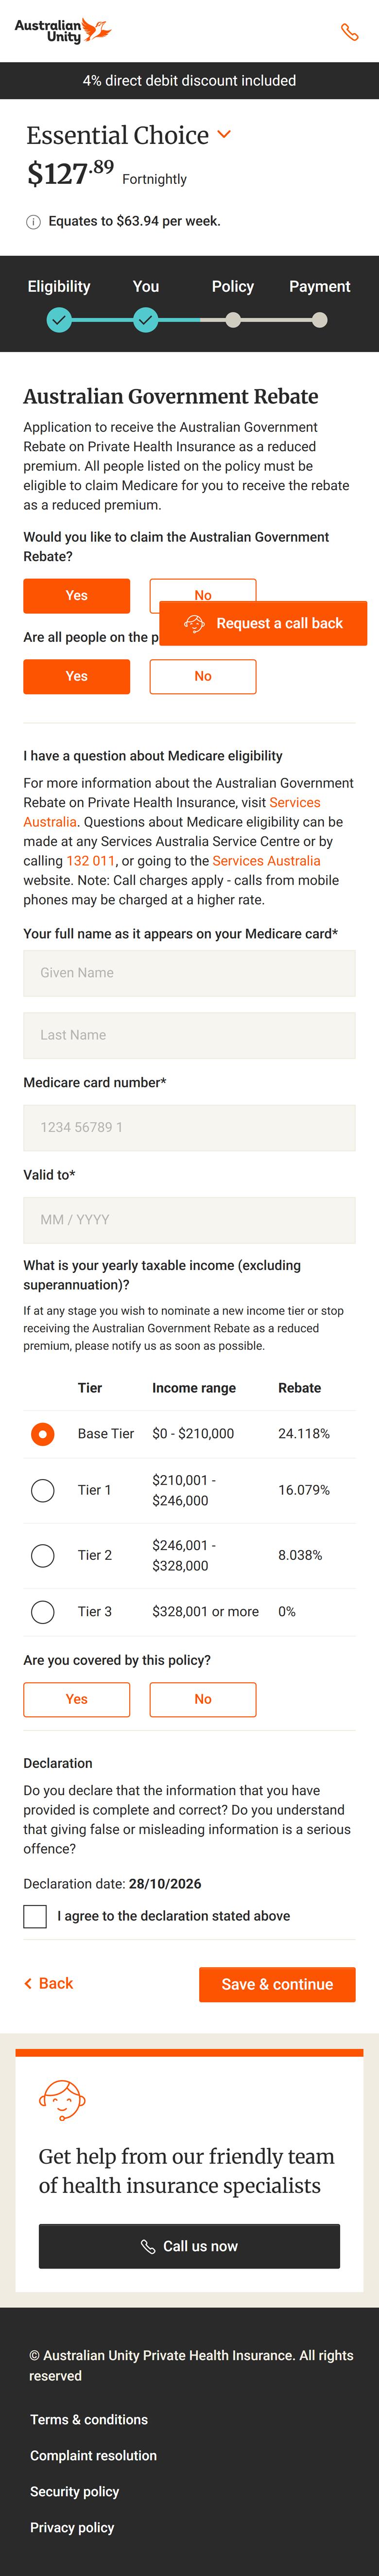 Australian
Unity
4% direct debit discount included
Essential Choice
$127.89 Fortnightly
Equates to $63.94 per week.
Eligibility You Policy Payment
Australian Government Rebate
Application to receive the Australian Government
Rebate on Private Health Insurance as a reduced
premium. All people listed on the policy must be
eligible to claim Medicare for you to receive the rebate
as a reduced premium.
Would you like to claim the Australian Government
Rebate?
Yes No
Request a call back
Are all people on the p
Yes No
I have a question about Medicare eligibility
For more information about the Australian Government
Rebate on Private Health Insurance, visit Services
Australia. Questions about Medicare eligibility can be
made at any Services Australia Service Centre or by
calling 132 011, or going to the Services Australia
website. Note: Call charges apply - calls from mobile
phones may be charged at a higher rate.
Your full name as it appears on your Medicare card*
Given Name
Last Name
Medicare card number*
1234 56789 1
Valid to*
MM / YYYY
What is your yearly taxable income (excluding
superannuation)?
If at any stage you wish to nominate a new income tier or stop
receiving the Australian Government Rebate as a reduced
premium, please notify us as soon as possible.
Tier Income range Rebate
Base Tier $0 - $210,000 24.118%
Tier 1 $210,001 -
$246,000 16.079%
Tier 2 $246,001 -
$328,000 8.038%
Tier 3 $328,001 or more 0%
Are you covered by this policy?
Yes No
Declaration
Do you declare that the information that you have
provided is complete and correct? Do you understand
that giving false or misleading information is a serious
offence?
Declaration date: 28/10/2026
I agree to the declaration stated above
Back Save & continue
Get help from our friendly team
of health insurance specialists
Call us now
© Australian Unity Private Health Insurance. All rights
reserved
Terms & conditions
Complaint resolution
Security policy
Privacy policy